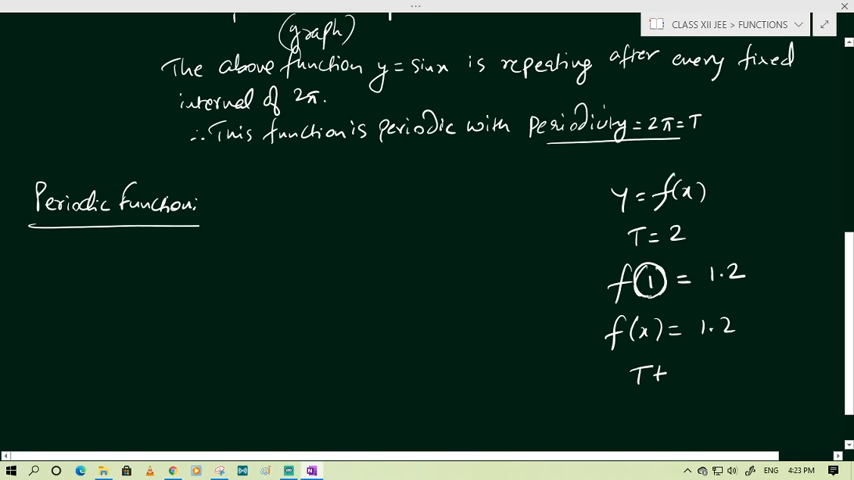 CLASS XII JEE > FUNCTIONS
(graph)
The above function y = sinx is repeating after every fixed
interval of 2π.
∴ This function is periodic with Periodicity = 2π = T
Periodic Function:
y = f(x)
T = 2
f(1) = 1.2
f(x) = 1.2
T+
ENG 4:23 PM